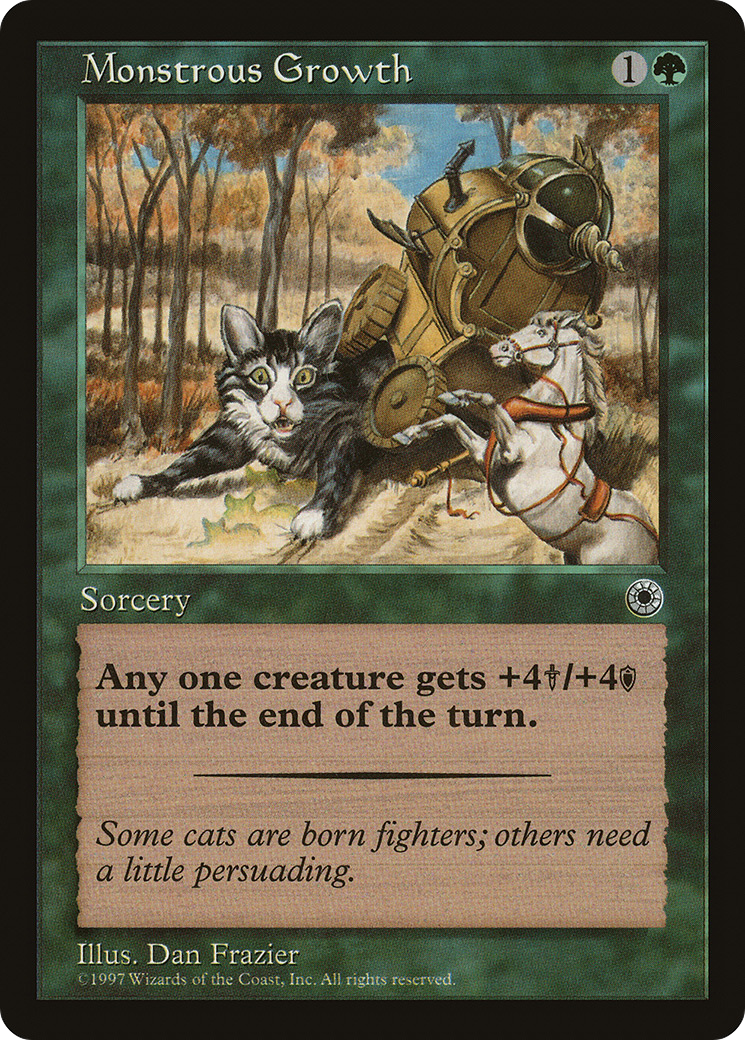 Monstrous Growth 1
Sorcery
Any one creature gets +4/+4
until the end of the turn.
Some cats are born fighters; others need
a little persuading.
Illus. Dan Frazier
©1997 Wizards of the Coast, Inc. All rights reserved.